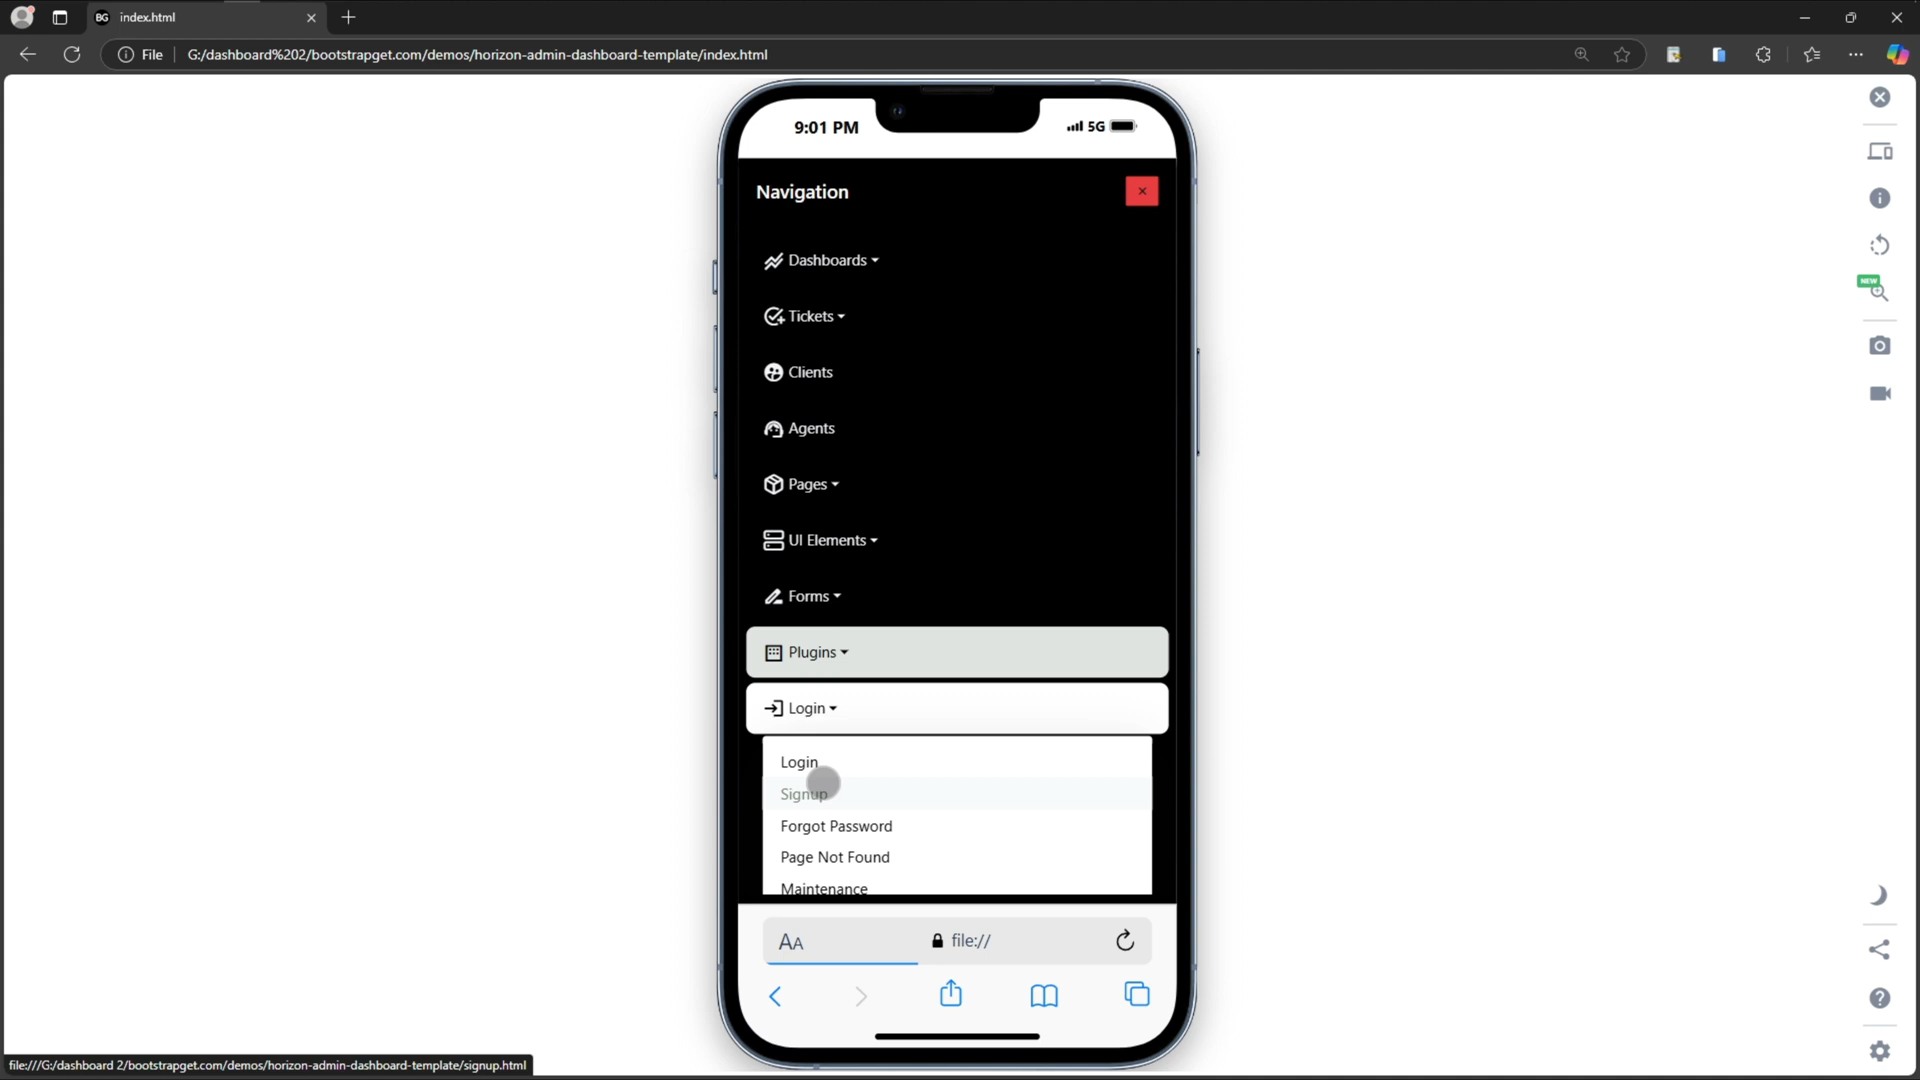 BG index.html
File G:/dashboard%202/bootstrapget.com/demos/horizon-admin-dashboard-template/index.html
9:01 PM 5G
Navigation
Dashboards
Tickets
Clients
Agents
Pages
UI Elements
Forms
Plugins
Login
Login
Signup
Forgot Password
Page Not Found
Maintenance
AA file://
NEW
file:///G:/dashboard 2/bootstrapget.com/demos/horizon-admin-dashboard-template/signup.html